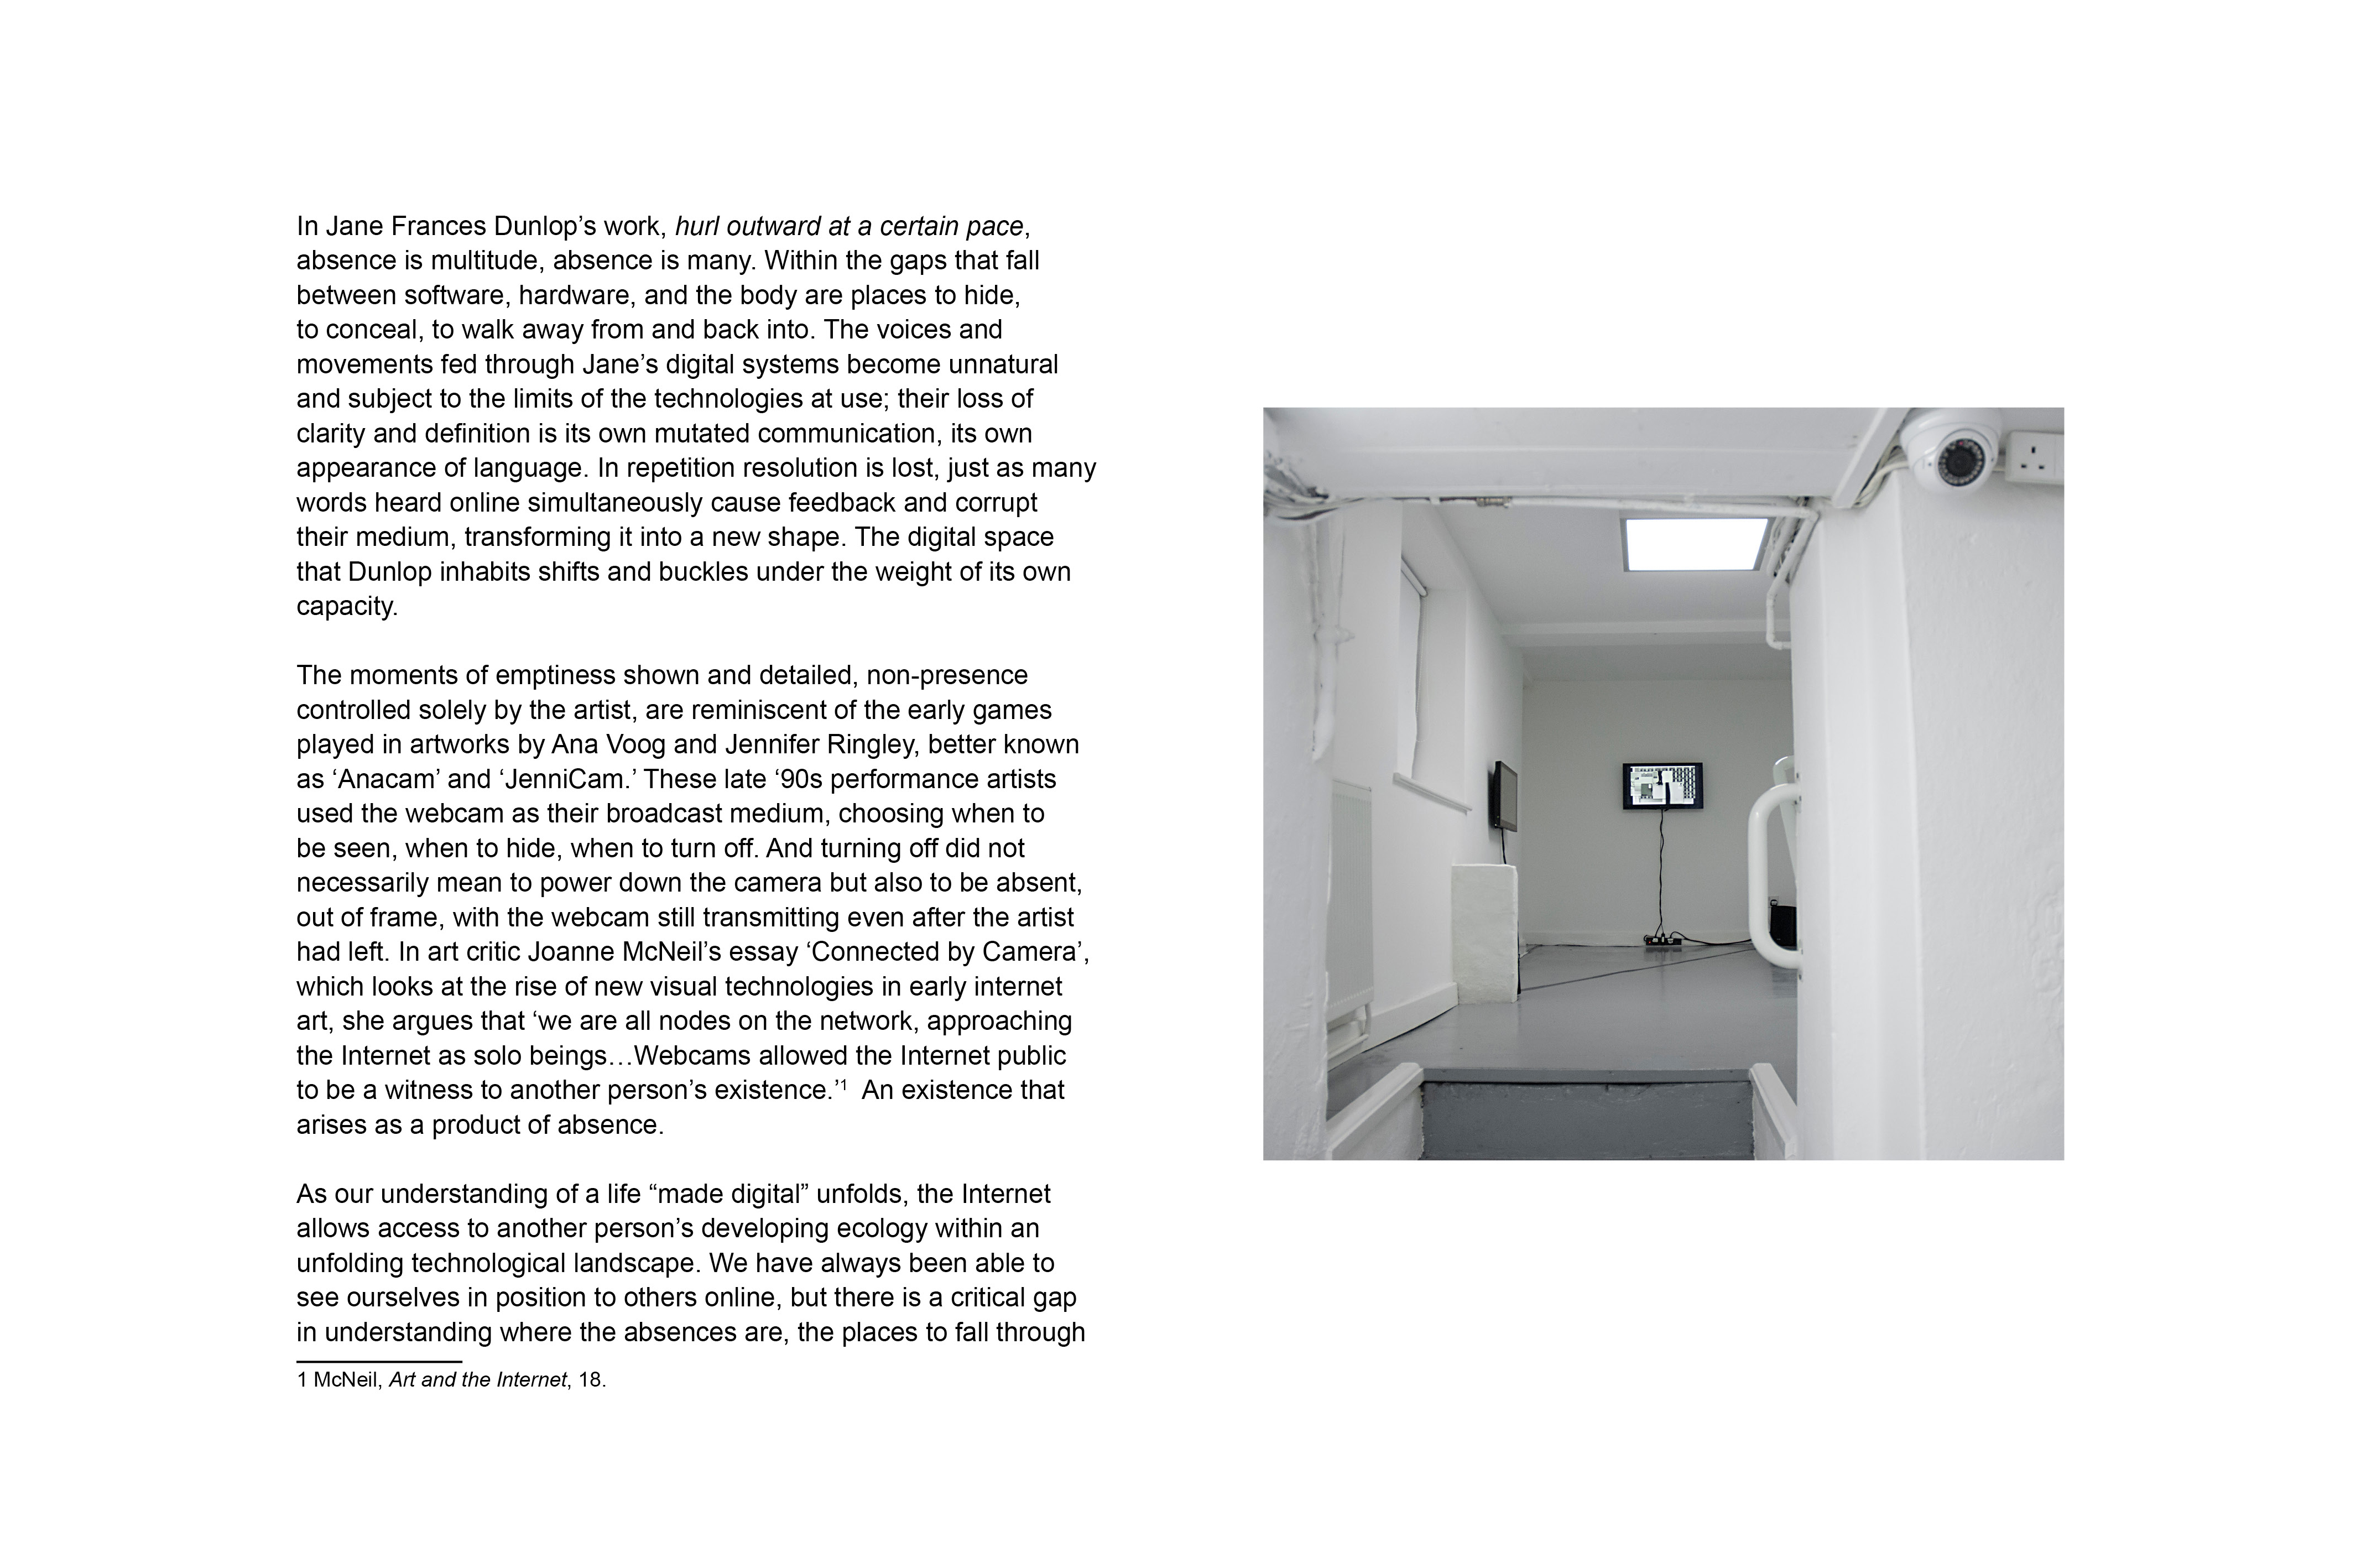 In Jane Frances Dunlop’s work, hurl outward at a certain pace,
absence is multitude, absence is many. Within the gaps that fall
between software, hardware, and the body are places to hide,
to conceal, to walk away from and back into. The voices and
movements fed through Jane’s digital systems become unnatural
and subject to the limits of the technologies at use; their loss of
clarity and definition is its own mutated communication, its own
appearance of language. In repetition resolution is lost, just as many
words heard online simultaneously cause feedback and corrupt
their medium, transforming it into a new shape. The digital space
that Dunlop inhabits shifts and buckles under the weight of its own
capacity.
The moments of emptiness shown and detailed, non-presence
controlled solely by the artist, are reminiscent of the early games
played in artworks by Ana Voog and Jennifer Ringley, better known
as ‘Anacam’ and ‘JenniCam.’ These late ‘90s performance artists
used the webcam as their broadcast medium, choosing when to
be seen, when to hide, when to turn off. And turning off did not
necessarily mean to power down the camera but also to be absent,
out of frame, with the webcam still transmitting even after the artist
had left. In art critic Joanne McNeil’s essay ‘Connected by Camera’,
which looks at the rise of new visual technologies in early internet
art, she argues that ‘we are all nodes on the network, approaching
the Internet as solo beings…Webcams allowed the Internet public
to be a witness to another person’s existence.’¹  An existence that
arises as a product of absence.
As our understanding of a life “made digital” unfolds, the Internet
allows access to another person’s developing ecology within an
unfolding technological landscape. We have always been able to
see ourselves in position to others online, but there is a critical gap
in understanding where the absences are, the places to fall through
1 McNeil, Art and the Internet, 18.